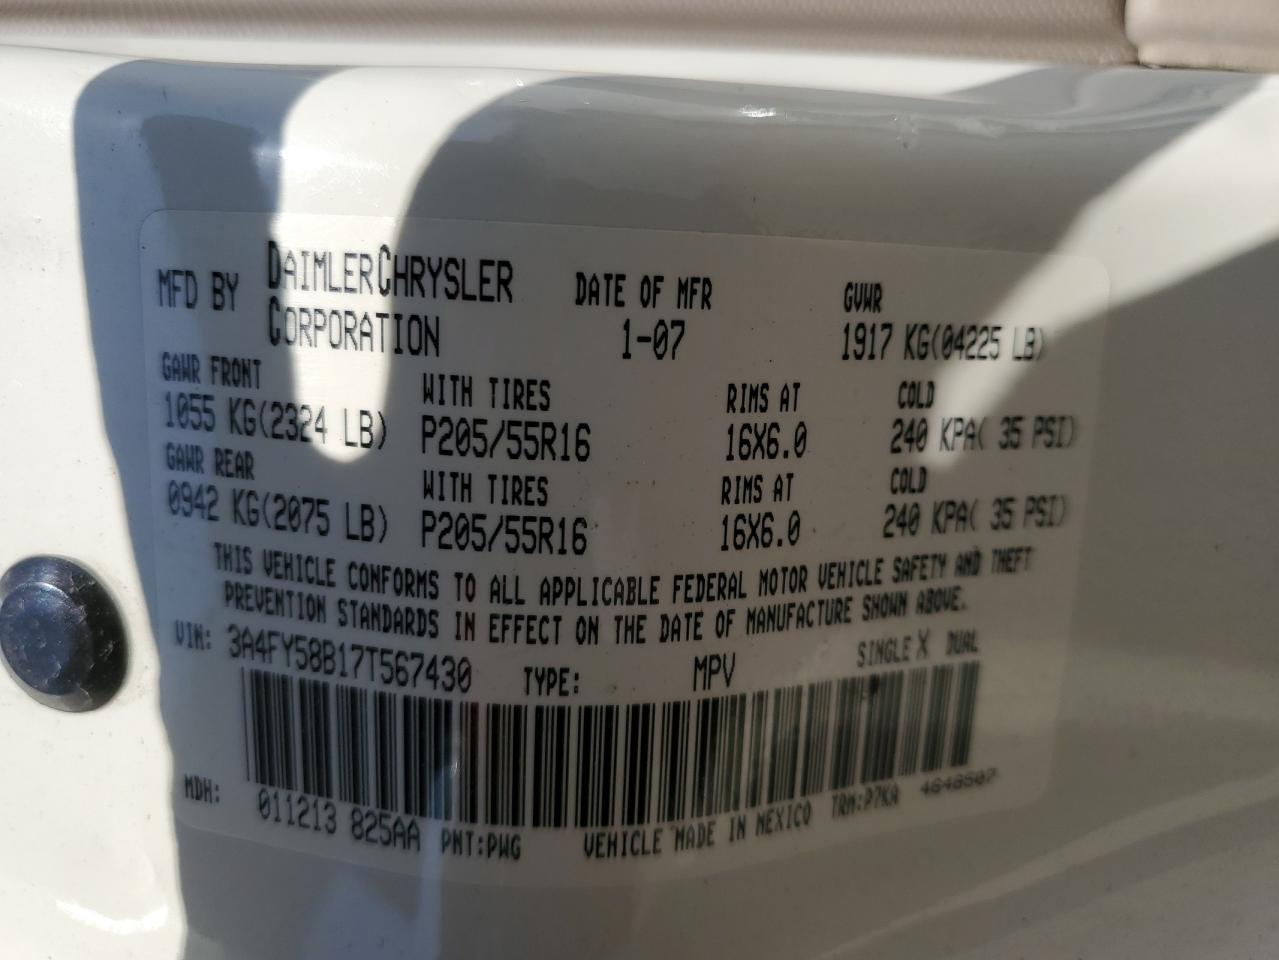 MFD BY DAIMLERCHRYSLER CORPORATION DATE OF MFR 1-07 GVWR 1917 KG(04225 LB)
GAWR FRONT WITH TIRES RIMS AT COLD
1055 KG(2324 LB) P205/55R16 16X6.0 240 KPA( 35 PSI)
GAWR REAR WITH TIRES RIMS AT COLD
0942 KG(2075 LB) P205/55R16 16X6.0 240 KPA( 35 PSI)
THIS VEHICLE CONFORMS TO ALL APPLICABLE FEDERAL MOTOR VEHICLE SAFETY AND THEFT
PREVENTION STANDARDS IN EFFECT ON THE DATE OF MANUFACTURE SHOWN ABOVE.
VIN: 3A4FY58B17T567430 TYPE: MPV SINGLE X DUAL
MDH: 011213 825AA PNT:PWG VEHICLE MADE IN MEXICO TRM:P7KA 4648507